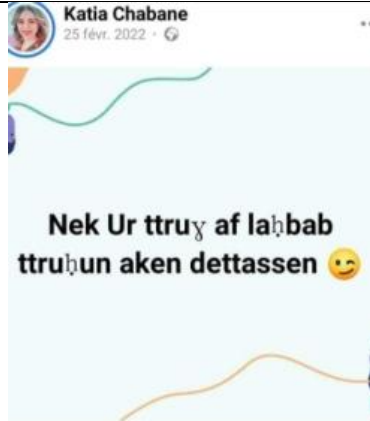 Katia Chabane
25 févr. 2022
Nek Ur ttruɣ af laḥbab
ttruḥun aken dettassen 😉